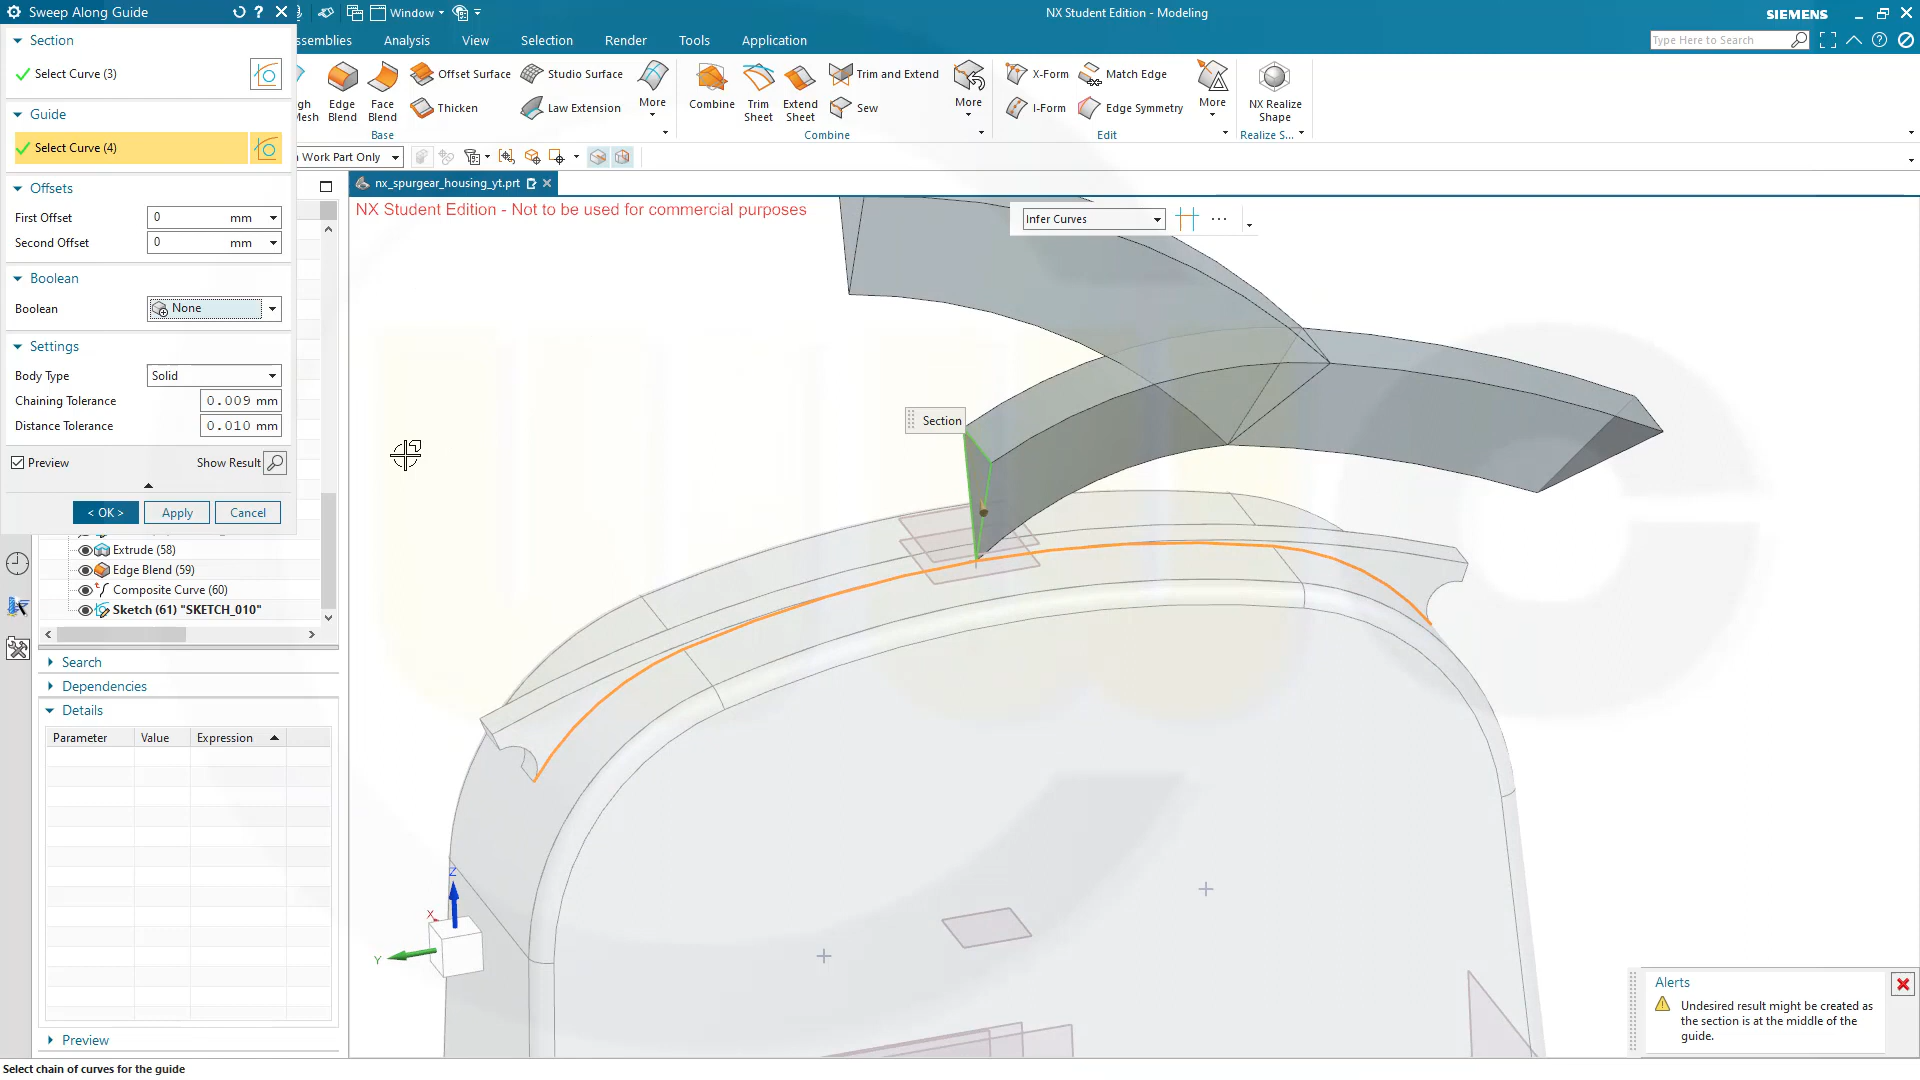 Sweep Along Guide
?
Window
NX Student Edition - Modeling
SIEMENS
Section
Select Curve (3)
Guide
Select Curve (4)
Offsets
First Offset 0 mm
Second Offset 0 mm
Boolean
Boolean None
Settings
Body Type Solid
Chaining Tolerance 0.009 mm
Distance Tolerance 0.010 mm
Preview
Show Result
< OK >
Apply
Cancel
Analysis
View
Selection
Render
Tools
Application
Type Here to Search
Edge Blend
Face Blend
Offset Surface
Thicken
Studio Surface
Law Extension
More
Base
Combine
Trim Sheet
Extend Sheet
Trim and Extend
Sew
More
Combine
X-Form
I-Form
Match Edge
Edge Symmetry
More
Edit
NX Realize Shape
Realize S...
Work Part Only
nx_spurgear_housing_yt.prt
NX Student Edition - Not to be used for commercial purposes
Infer Curves
Section
Extrude (58)
Edge Blend (59)
Composite Curve (60)
Sketch (61) "SKETCH_010"
Search
Dependencies
Details
Parameter Value Expression
Preview
Z
X
Y
Alerts
Undesired result might be created as
the section is at the middle of the
guide.
Select chain of curves for the guide